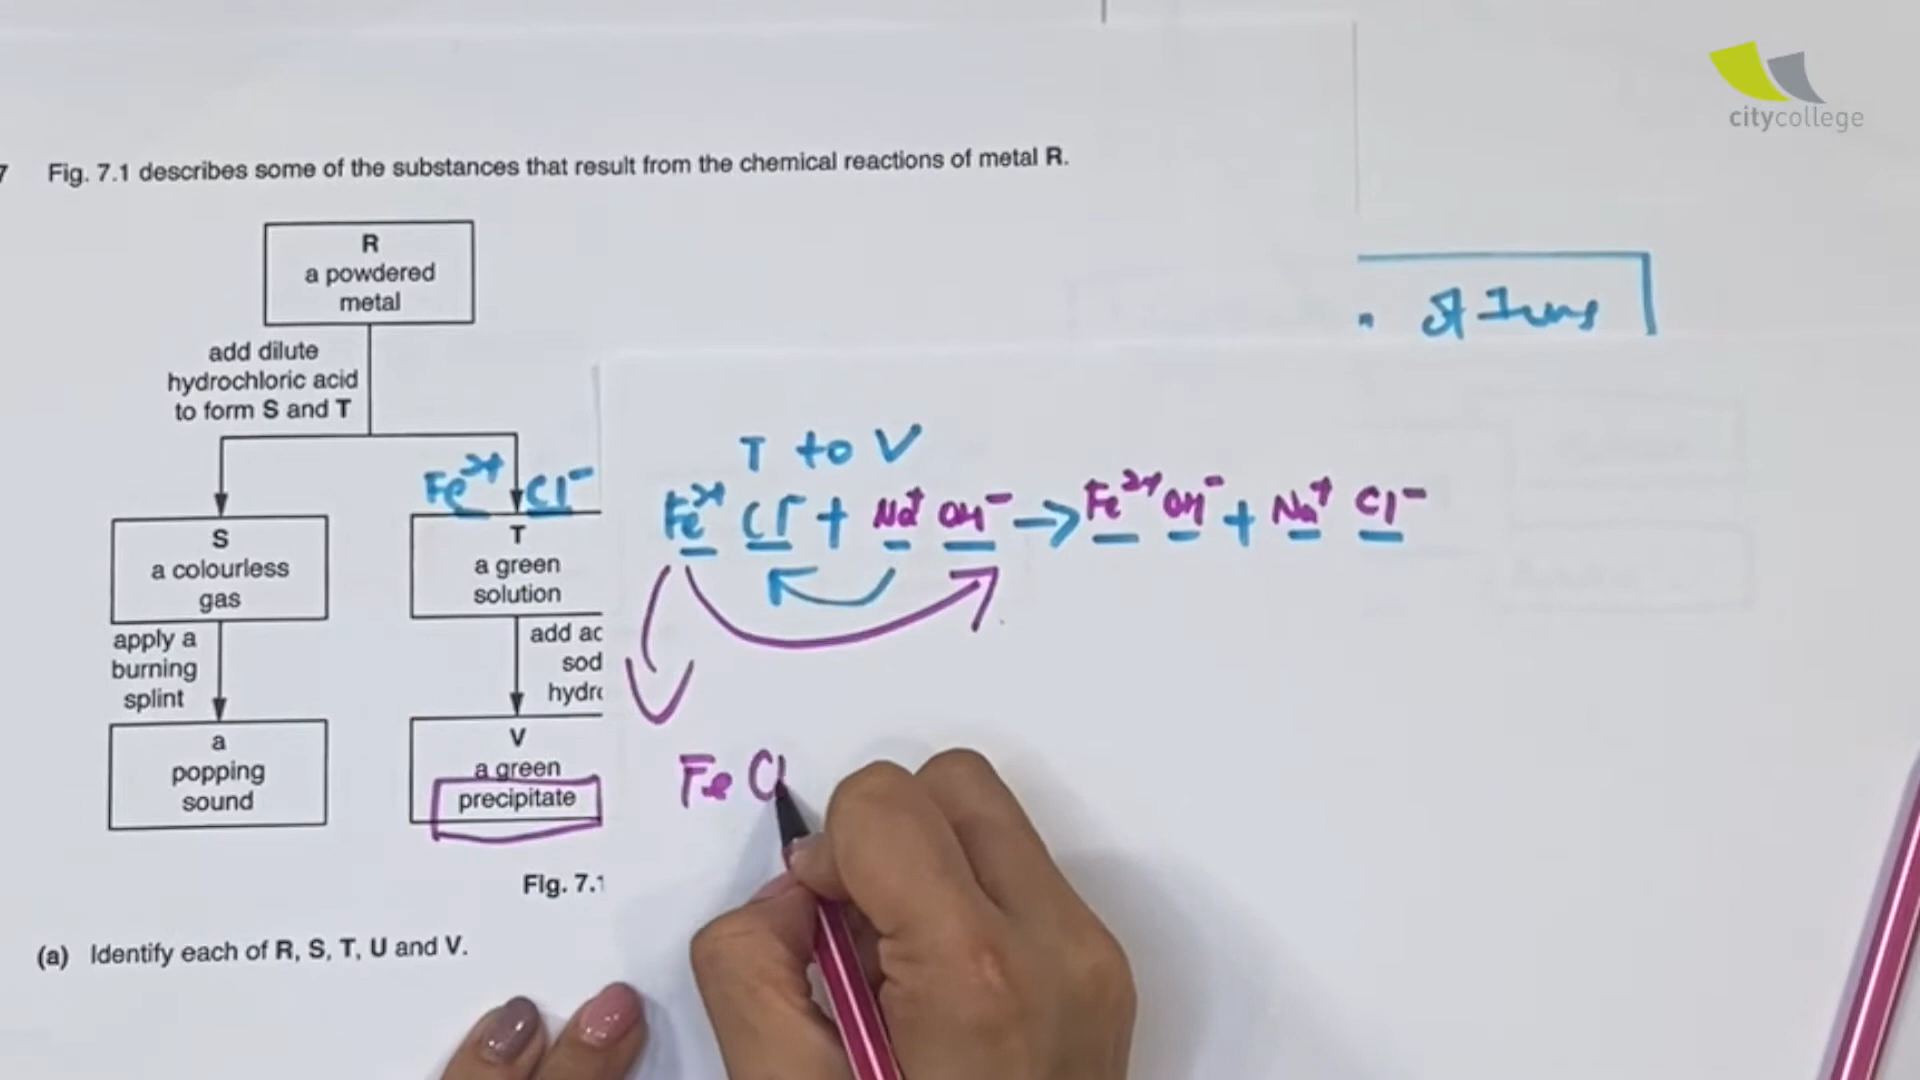 citycollege
7 Fig. 7.1 describes some of the substances that result from the chemical reactions of metal R.
R
a powdered
metal
add dilute
hydrochloric acid
to form S and T
Fe²⁺ Cl⁻
S
a colourless
gas
T
a green
solution
apply a
burning
splint
add ac
sod
hydro
a
popping
sound
V
a green
precipitate
Fig. 7.1
(a) Identify each of R, S, T, U and V.
T to V
Fe²⁺ Cl⁻ + Na⁺ OH⁻ → Fe²⁺ OH⁻ + Na⁺ Cl⁻
Fe Cl